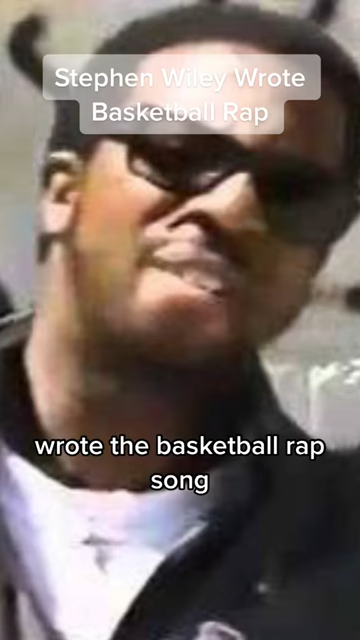 Stephen Wiley Wrote
Basketball Rap
wrote the basketball rap
song